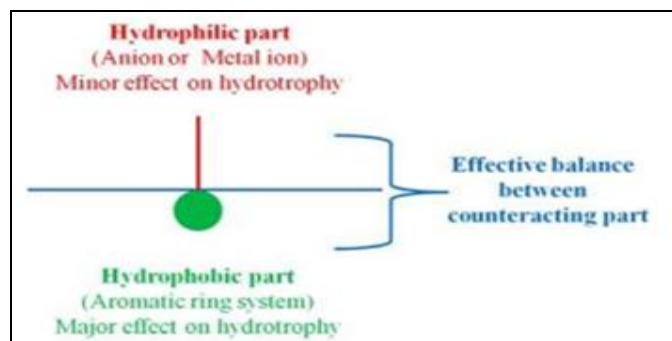 Hydrophilic part
(Anion or Metal ion)
Minor effect on hydrotrophy
Effective balance
between
counteracting part
Hydrophobic part
(Aromatic ring system)
Major effect on hydrotrophy